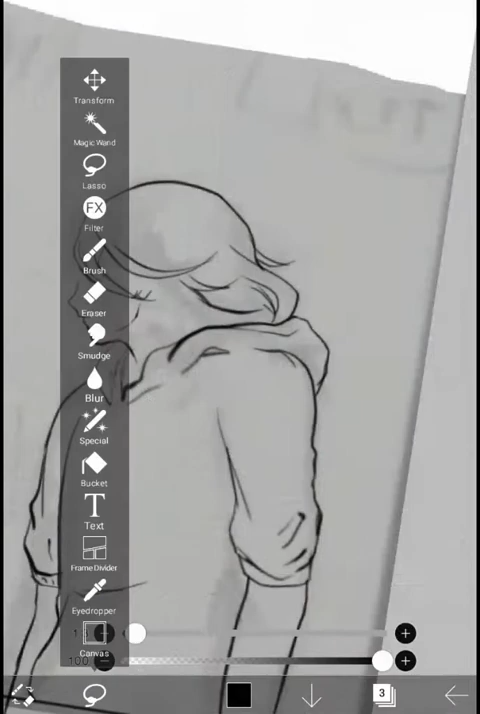 Transform
Magic Wand
Lasso
FX
Filter
Brush
Eraser
Smudge
Blur
Special
Bucket
T
Text
Frame Divider
Eyedropper
Canvas
100
3